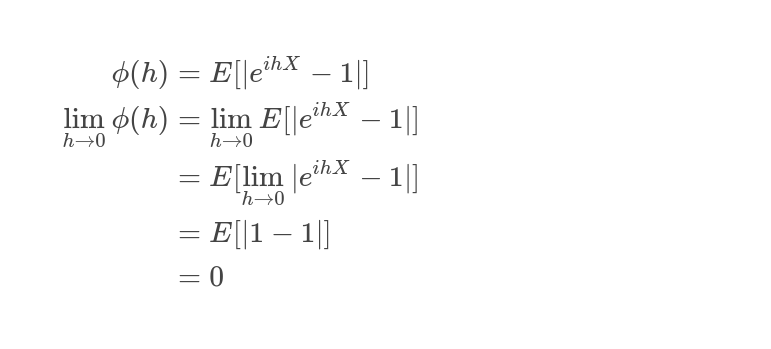 ϕ(h) = E[|e^{ihX} − 1|]
lim_{h→0} ϕ(h) = lim_{h→0} E[|e^{ihX} − 1|]
= E[lim_{h→0} |e^{ihX} − 1|]
= E[|1 − 1|]
= 0